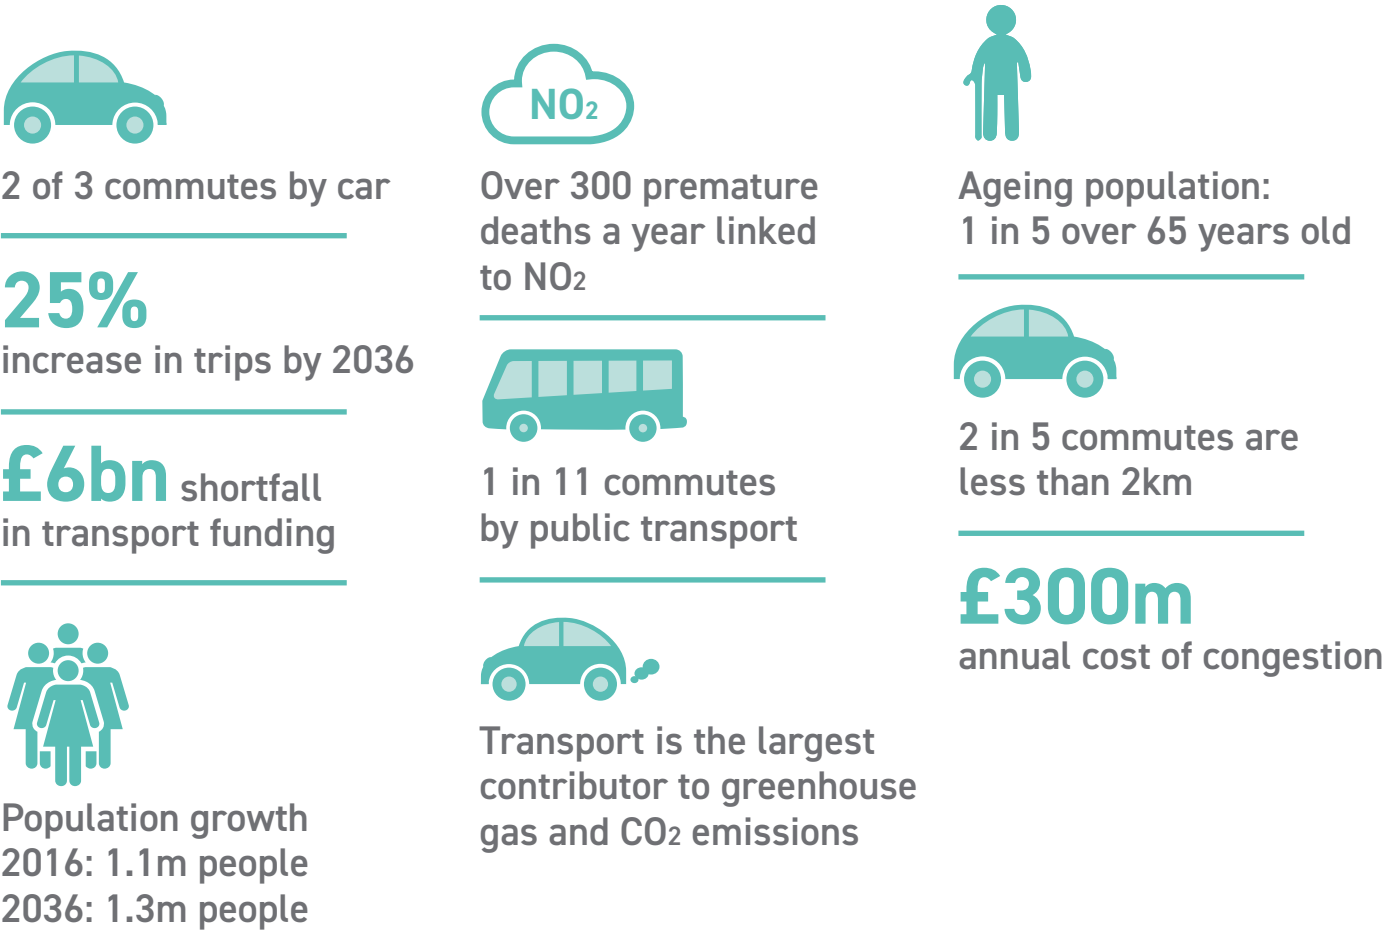 2 of 3 commutes by car
25%
increase in trips by 2036
£6bn shortfall
in transport funding
Population growth
2016: 1.1m people
2036: 1.3m people
NO₂
Over 300 premature
deaths a year linked
to NO₂
1 in 11 commutes
by public transport
Transport is the largest
contributor to greenhouse
gas and CO₂ emissions
Ageing population:
1 in 5 over 65 years old
2 in 5 commutes are
less than 2km
£300m
annual cost of congestion